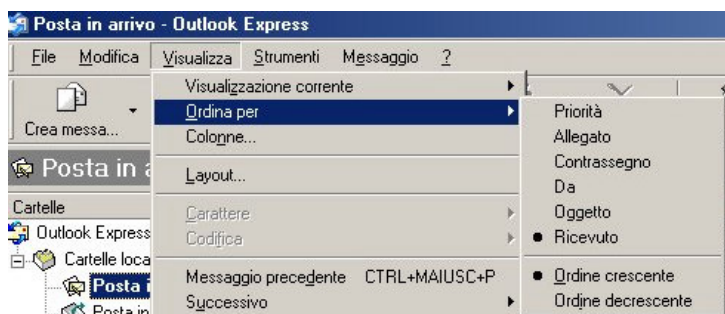 Posta in arrivo - Outlook Express
File Modifica Visualizza Strumenti Messaggio ?
Crea messa...
Posta in
Cartelle
Outlook Express
Cartelle loca
Posta i
Posta in
Visualizzazione corrente
Ordina per
Colonne...
Layout...
Carattere
Codifica
Messaggio precedente CTRL+MAIUSC+P
Successivo
Priorità
Allegato
Contrassegno
Da
Oggetto
Ricevuto
Ordine crescente
Ordine decrescente